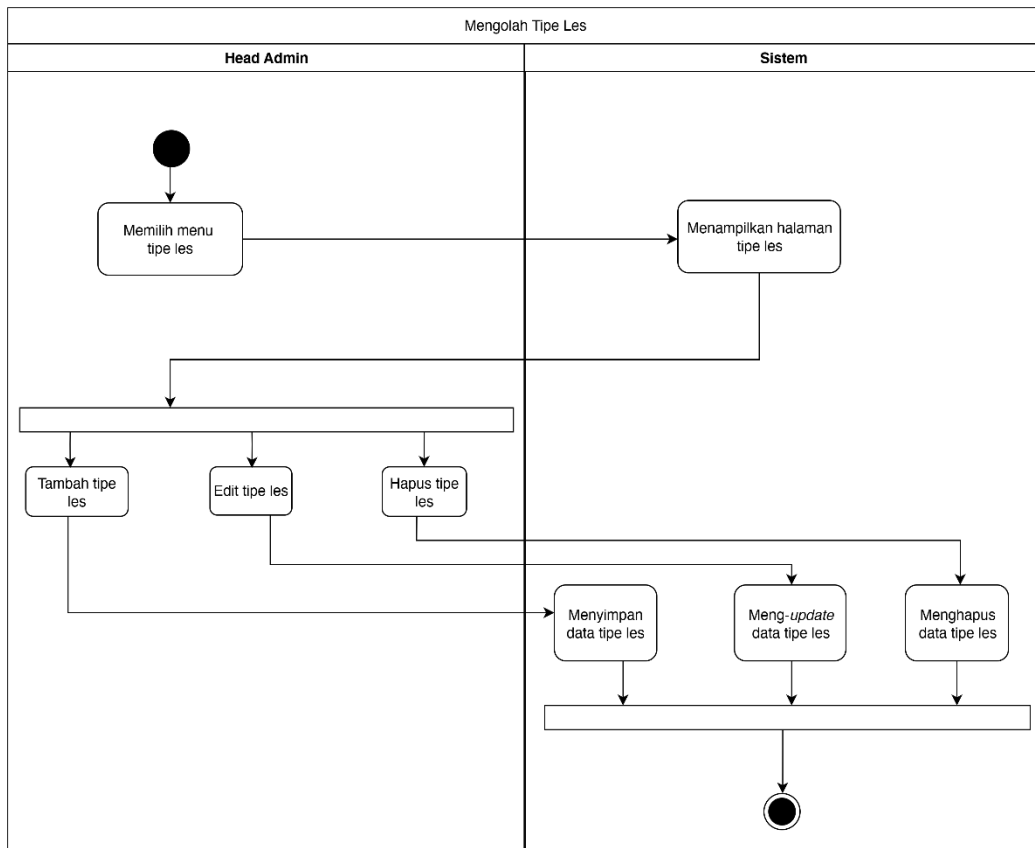 Mengolah Tipe Les
Head Admin
Sistem
Memilih menu
tipe les
Menampilkan halaman
tipe les
Tambah tipe
les
Edit tipe les
Hapus tipe
les
Menyimpan
data tipe les
Meng-update
data tipe les
Menghapus
data tipe les